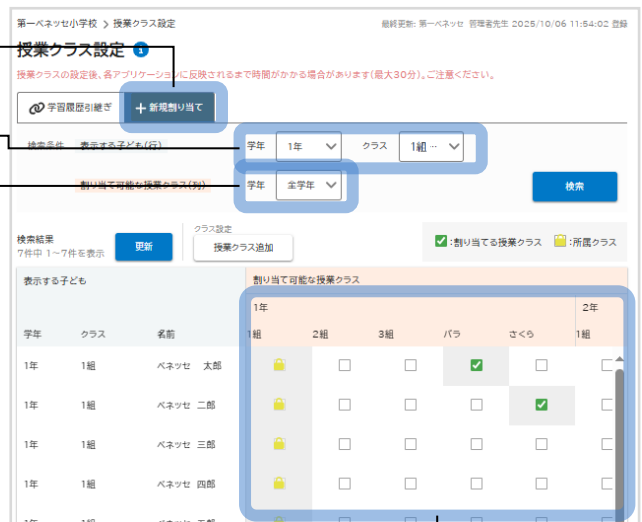 第一ベネッセ小学校 > 授業クラス設定
最終更新: 第一ベネッセ 管理者先生 2025/10/06 11:54:02 登録
授業クラス設定 1
授業クラスの設定後、各アプリケーションに反映されるまで時間がかかる場合があります(最大30分)。ご注意ください。
学習履歴引継ぎ
+ 新規割り当て
検索条件 表示する子ども(行) 学年 1年 クラス 1組 …
割り当て可能な授業クラス(列) 学年 全学年
検索
検索結果
7件中 1~7件を表示
更新
クラス設定
授業クラス追加
:割り当てる授業クラス :所属クラス
表示する子ども 割り当て可能な授業クラス
1年 2年
学年 クラス 名前 1組 2組 3組 バラ さくら 1組
1年 1組 ベネッセ 太郎
1年 1組 ベネッセ 二郎
1年 1組 ベネッセ 三郎
1年 1組 ベネッセ 四郎